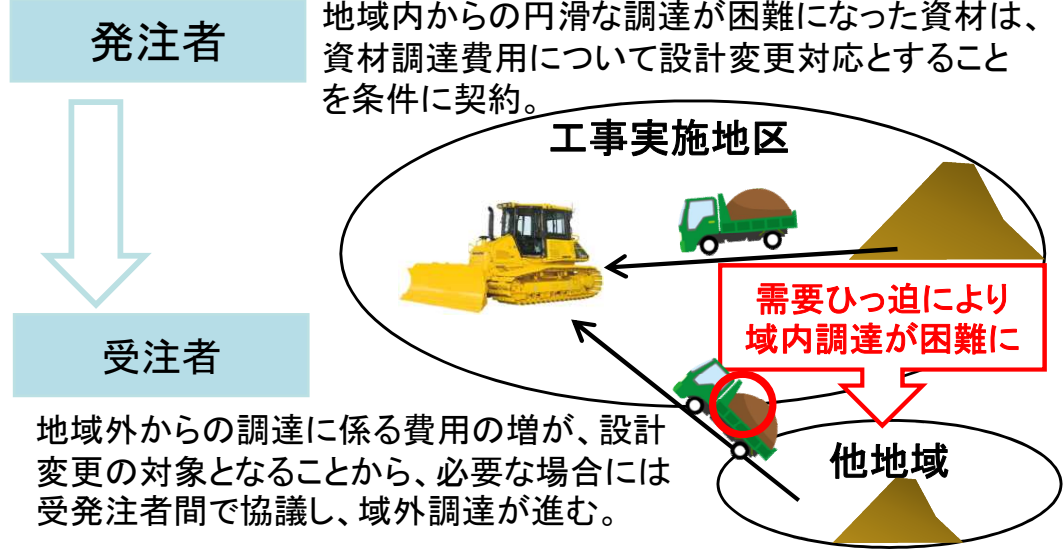 発注者
地域内からの円滑な調達が困難になった資材は、
資材調達費用について設計変更対応とすること
を条件に契約。
工事実施地区
需要ひっ迫により
域内調達が困難に
受注者
地域外からの調達に係る費用の増が、設計
変更の対象となることから、必要な場合には
受発注者間で協議し、域外調達が進む。
他地域